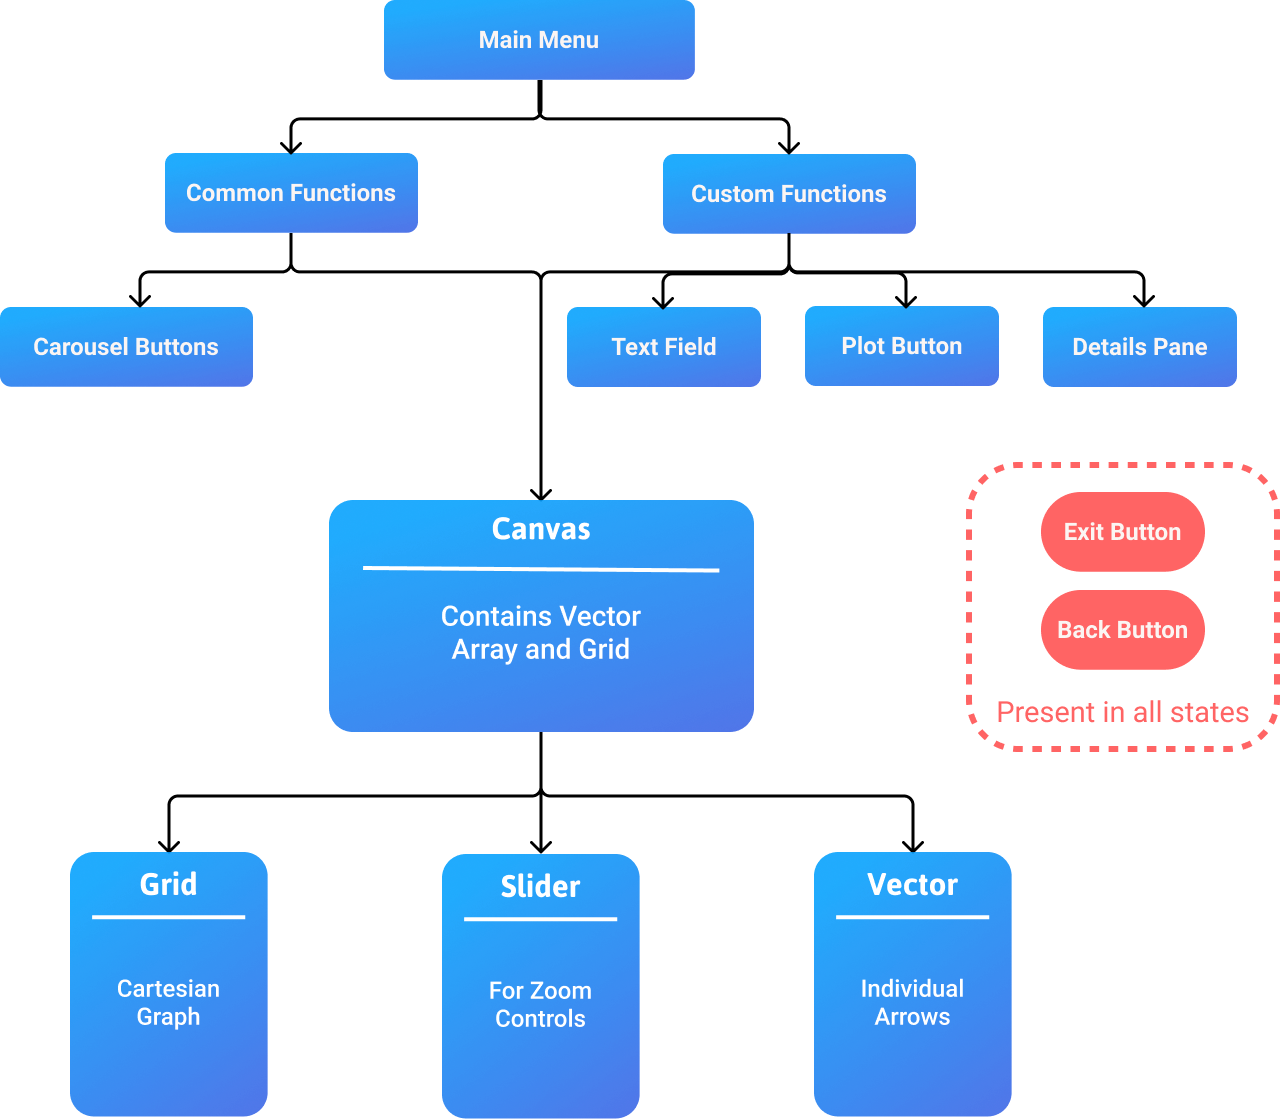 Main Menu
Common Functions
Custom Functions
Carousel Buttons
Text Field
Plot Button
Details Pane
Canvas
Contains Vector
Array and Grid
Exit Button
Back Button
Present in all states
Grid
Cartesian
Graph
Slider
For Zoom
Controls
Vector
Individual
Arrows